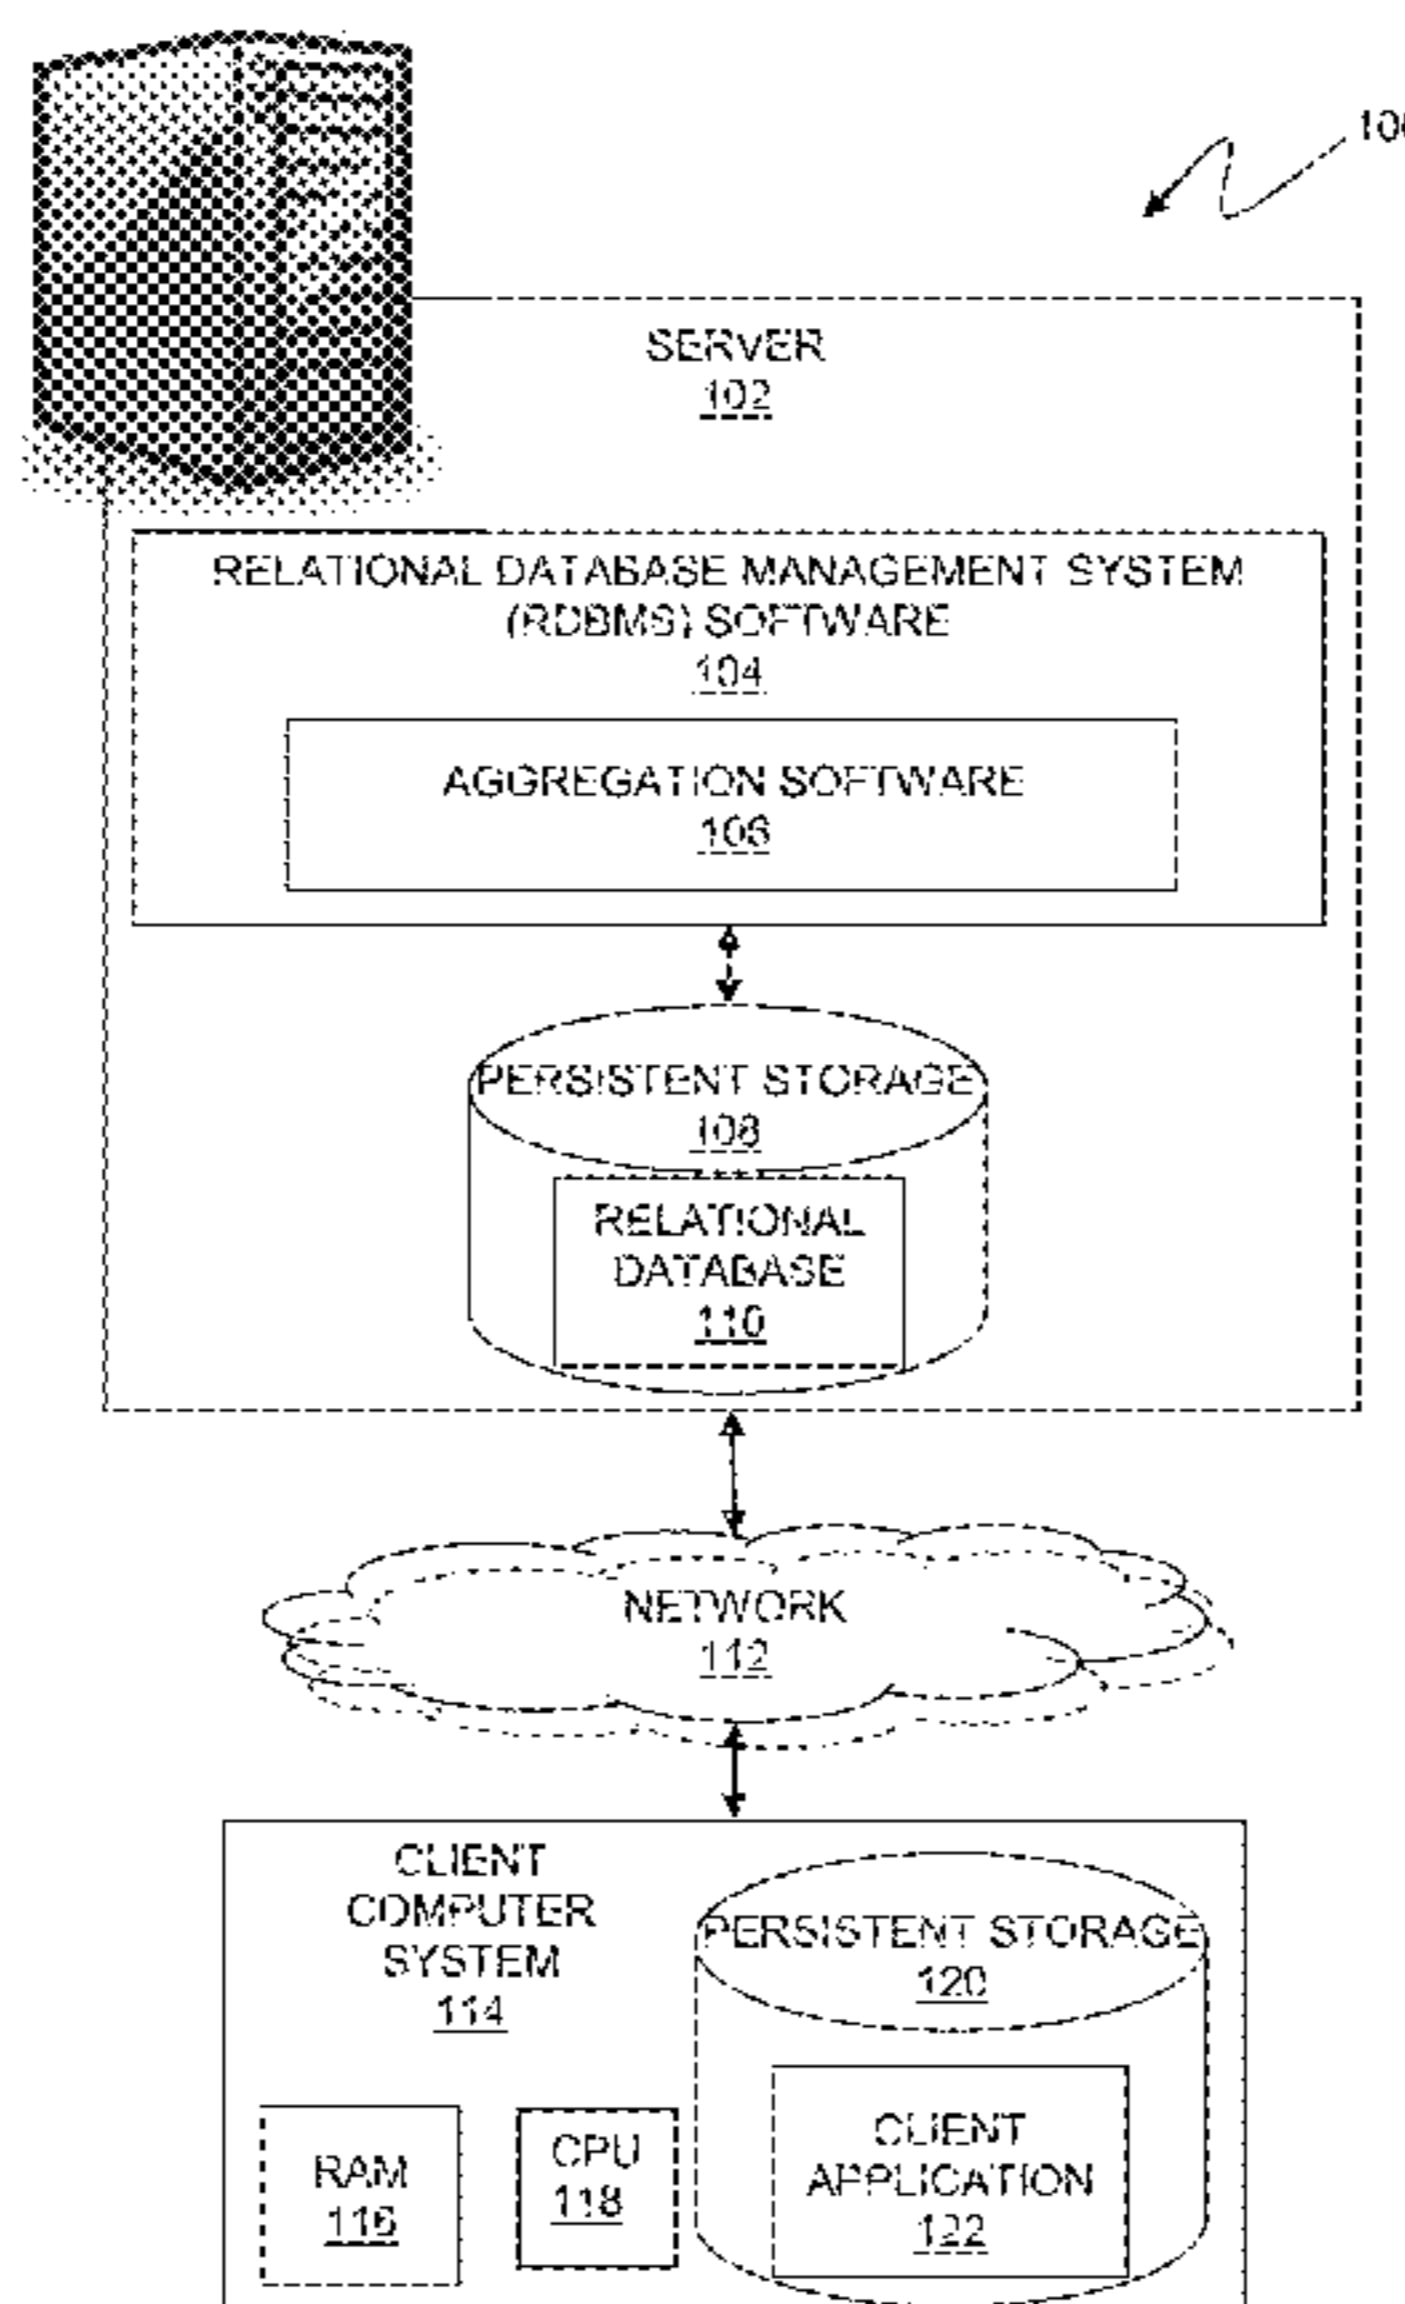 100
SERVER
102
RELATIONAL DATABASE MANAGEMENT SYSTEM
(RDBMS) SOFTWARE
104
AGGREGATION SOFTWARE
106
PERSISTENT STORAGE
108
RELATIONAL
DATABASE
110
NETWORK
112
CLIENT
COMPUTER
SYSTEM
114
PERSISTENT STORAGE
120
RAM
116
CPU
118
CLIENT
APPLICATION
122